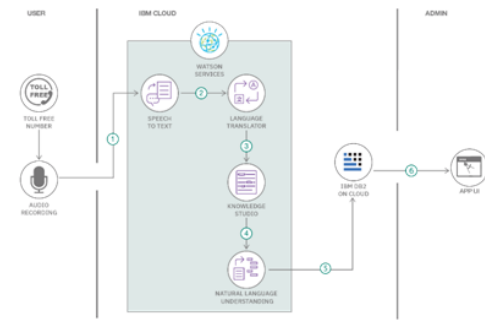 USER
IBM CLOUD
ADMIN
WATSON
SERVICES
TOLL
FREE
TOLL FREE
NUMBER
1
SPEECH
TO TEXT
2
A
LANGUAGE
TRANSLATOR
3
AUDIO
RECORDING
KNOWLEDGE
STUDIO
IBM DB2
ON CLOUD
6
APP UI
4
NATURAL LANGUAGE
UNDERSTANDING
5